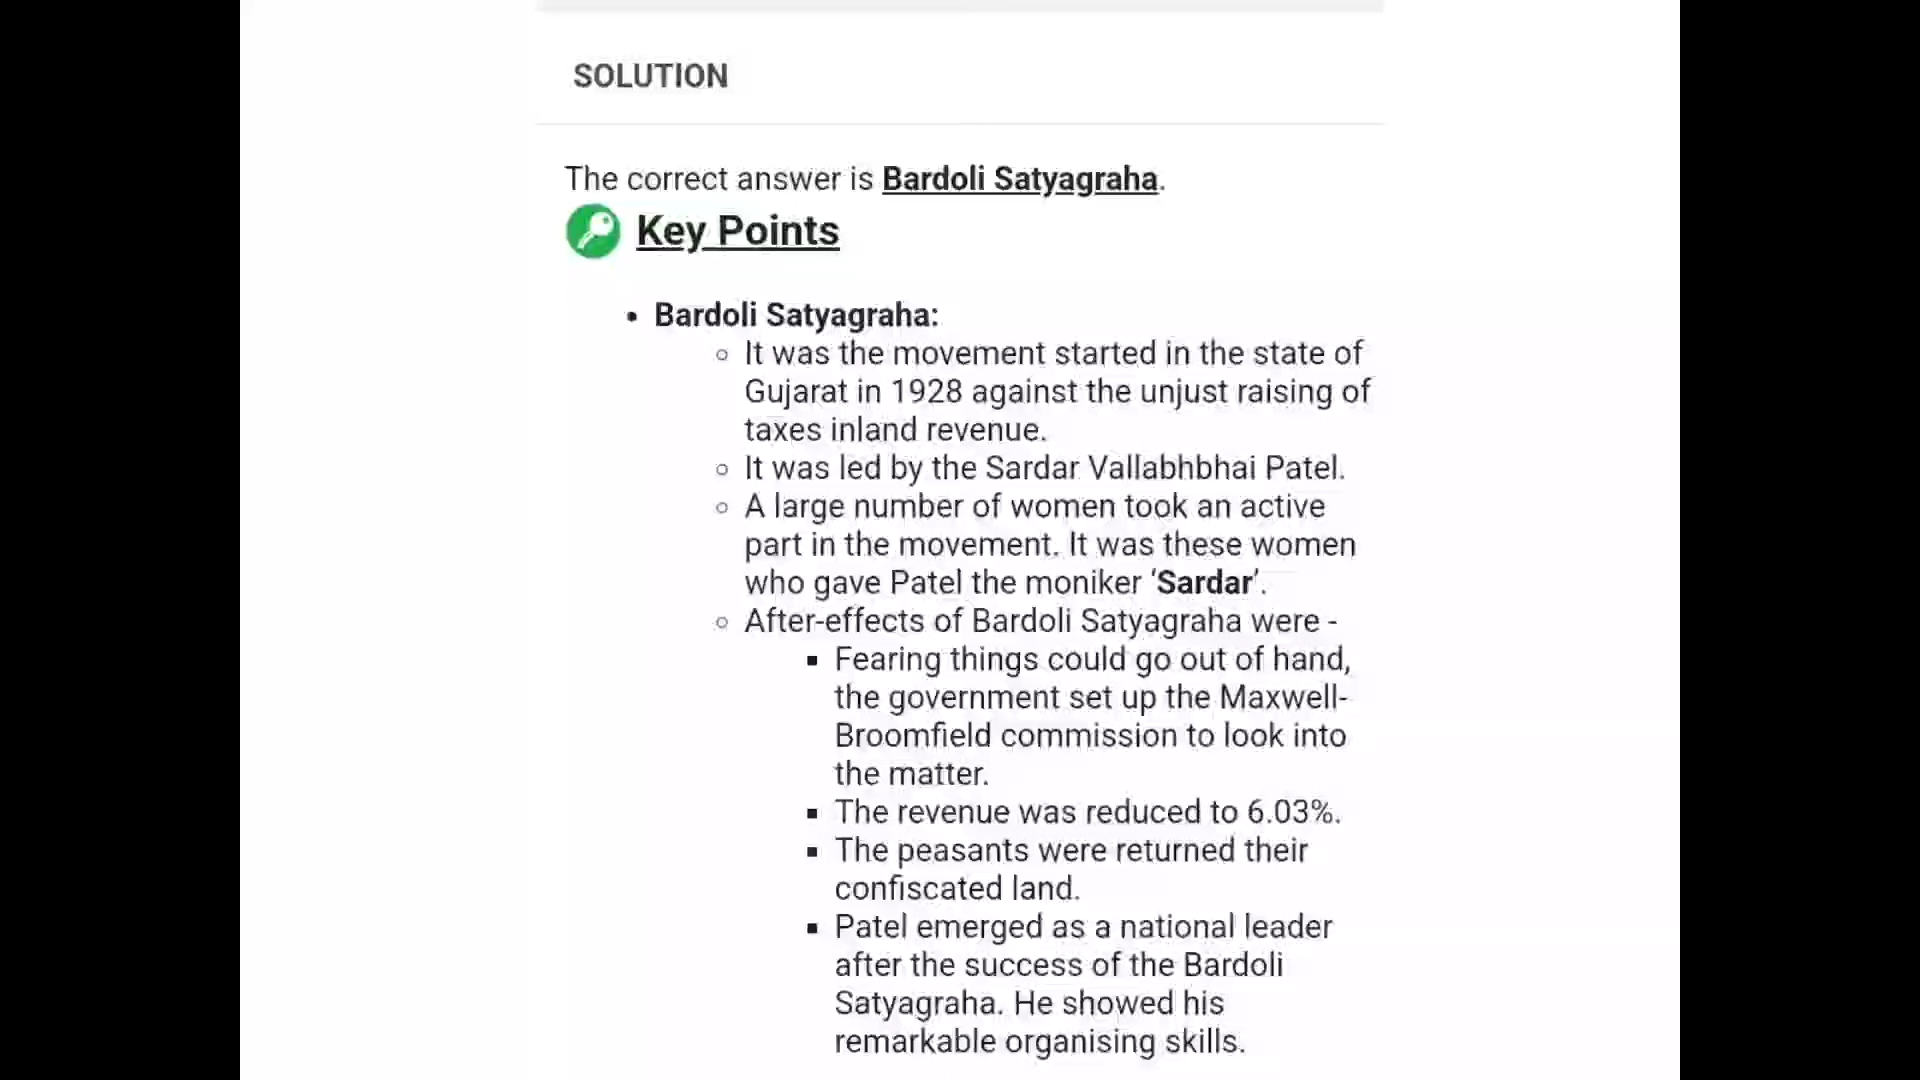 SOLUTION
The correct answer is Bardoli Satyagraha.
Key Points
• Bardoli Satyagraha:
○ It was the movement started in the state of
Gujarat in 1928 against the unjust raising of
taxes inland revenue.
○ It was led by the Sardar Vallabhbhai Patel.
○ A large number of women took an active
part in the movement. It was these women
who gave Patel the moniker ‘Sardar’.
○ After-effects of Bardoli Satyagraha were -
▪ Fearing things could go out of hand,
the government set up the Maxwell-
Broomfield commission to look into
the matter.
▪ The revenue was reduced to 6.03%.
▪ The peasants were returned their
confiscated land.
▪ Patel emerged as a national leader
after the success of the Bardoli
Satyagraha. He showed his
remarkable organising skills.